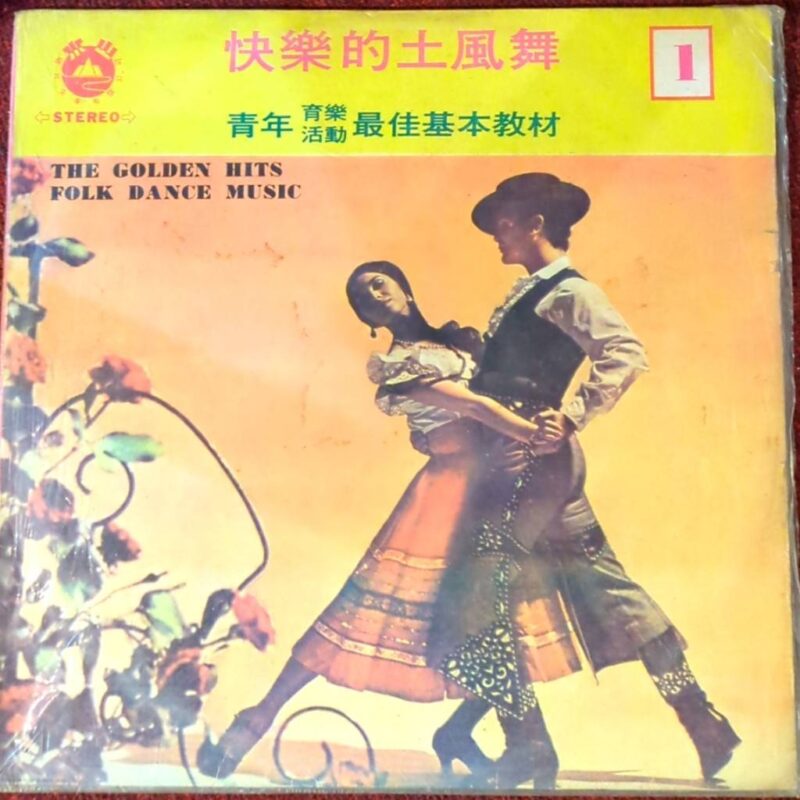 快樂的土風舞
1
STEREO
青年 育樂活動 最佳基本教材
THE GOLDEN HITS
FOLK DANCE MUSIC